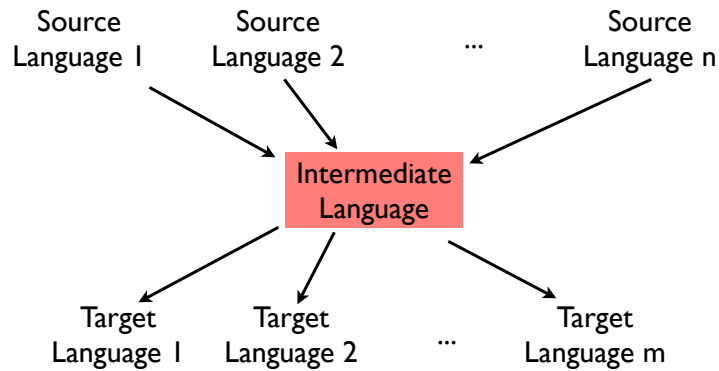 Source
Language 1
Source
Language 2
...
Source
Language n
Intermediate
Language
Target
Language 1
Target
Language 2
...
Target
Language m